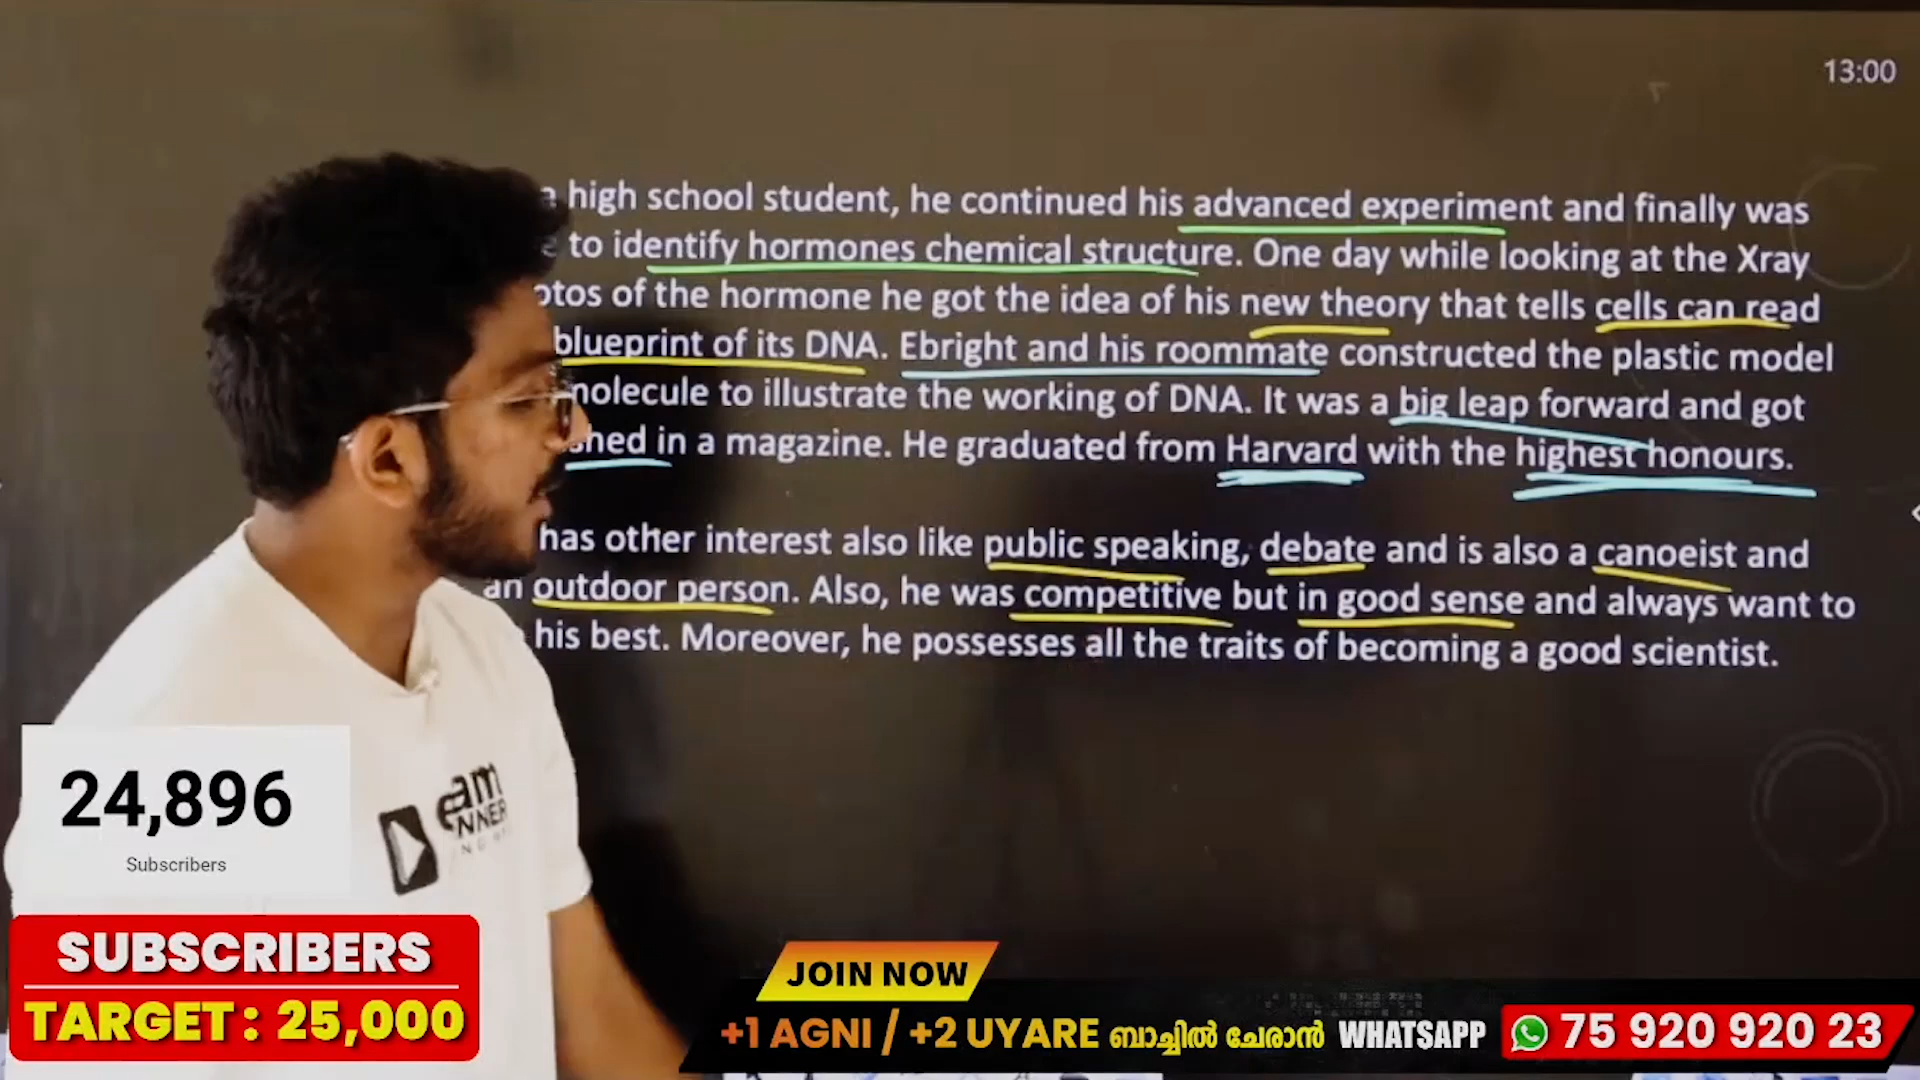 13:00
a high school student, he continued his advanced experiment and finally was
to identify hormones chemical structure. One day while looking at the Xray
otos of the hormone he got the idea of his new theory that tells cells can read
blueprint of its DNA. Ebright and his roommate constructed the plastic model
molecule to illustrate the working of DNA. It was a big leap forward and got
shed in a magazine. He graduated from Harvard with the highest honours.
has other interest also like public speaking, debate and is also a canoeist and
an outdoor person. Also, he was competitive but in good sense and always want to
his best. Moreover, he possesses all the traits of becoming a good scientist.
24,896
Subscribers
SUBSCRIBERS
TARGET : 25,000
JOIN NOW
+1 AGNI / +2 UYARE ബാച്ചിൽ ചേരാൻ WHATSAPP 75 920 920 23